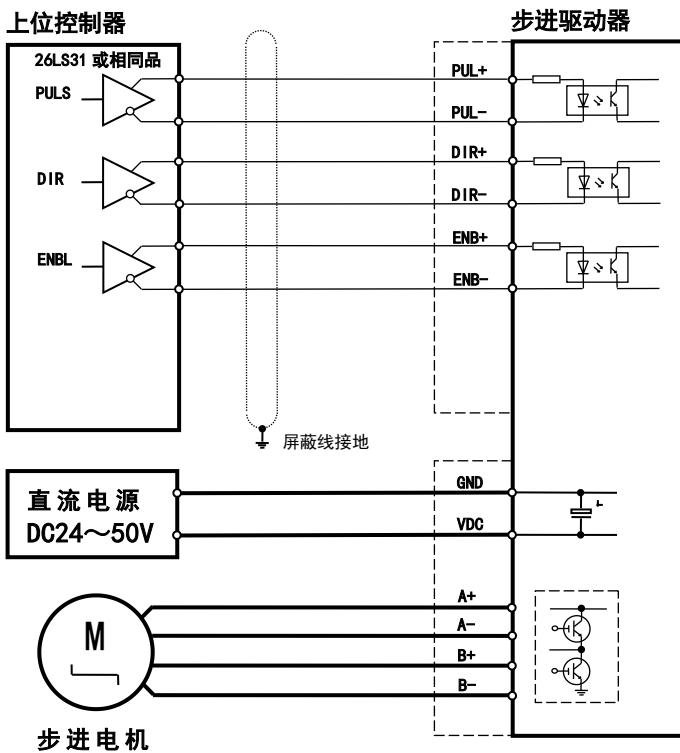 上位控制器
步进驱动器
26LS31 或相同品
PULS
PUL+
PUL-
DIR
DIR+
DIR-
ENBL
ENB+
ENB-
屏蔽线接地
直流电源
DC24～50V
GND
VDC
A+
A-
B+
B-
M
步进电机